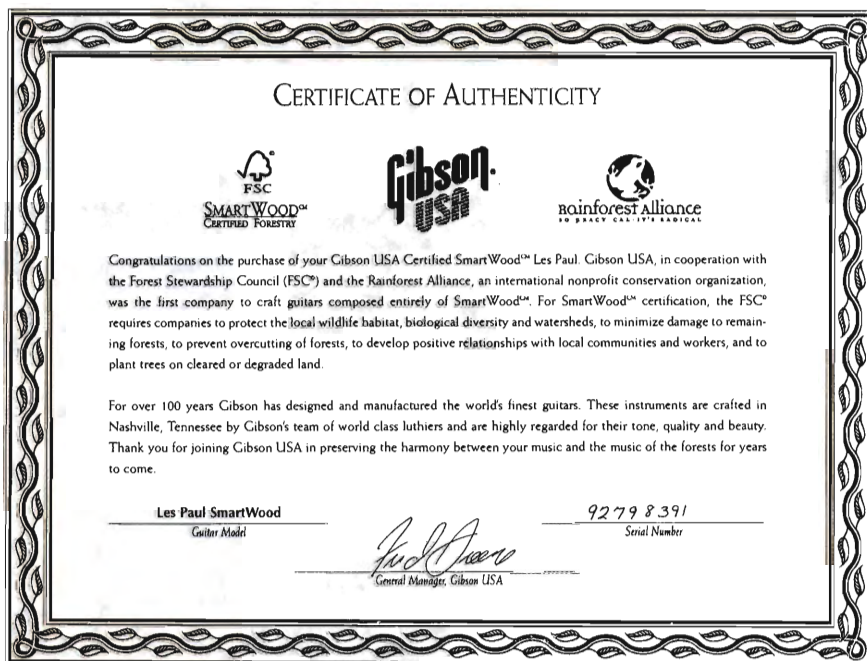 CERTIFICATE OF AUTHENTICITY
FSC
SMARTWOOD℠
CERTIFIED FORESTRY
Gibson.
USA
Rainforest Alliance
Congratulations on the purchase of your Gibson USA Certified SmartWood℠ Les Paul. Gibson USA, in cooperation with
the Forest Stewardship Council (FSC®) and the Rainforest Alliance, an international nonprofit conservation organization,
was the first company to craft guitars composed entirely of SmartWood℠. For SmartWood℠ certification, the FSC®
requires companies to protect the local wildlife habitat, biological diversity and watersheds, to minimize damage to remain-
ing forests, to prevent overcutting of forests, to develop positive relationships with local communities and workers, and to
plant trees on cleared or degraded land.
For over 100 years Gibson has designed and manufactured the world's finest guitars. These instruments are crafted in
Nashville, Tennessee by Gibson's team of world class luthiers and are highly regarded for their tone, quality and beauty.
Thank you for joining Gibson USA in preserving the harmony between your music and the music of the forests for years
to come.
Les Paul SmartWood
Guitar Model
92798391
Serial Number
General Manager, Gibson USA